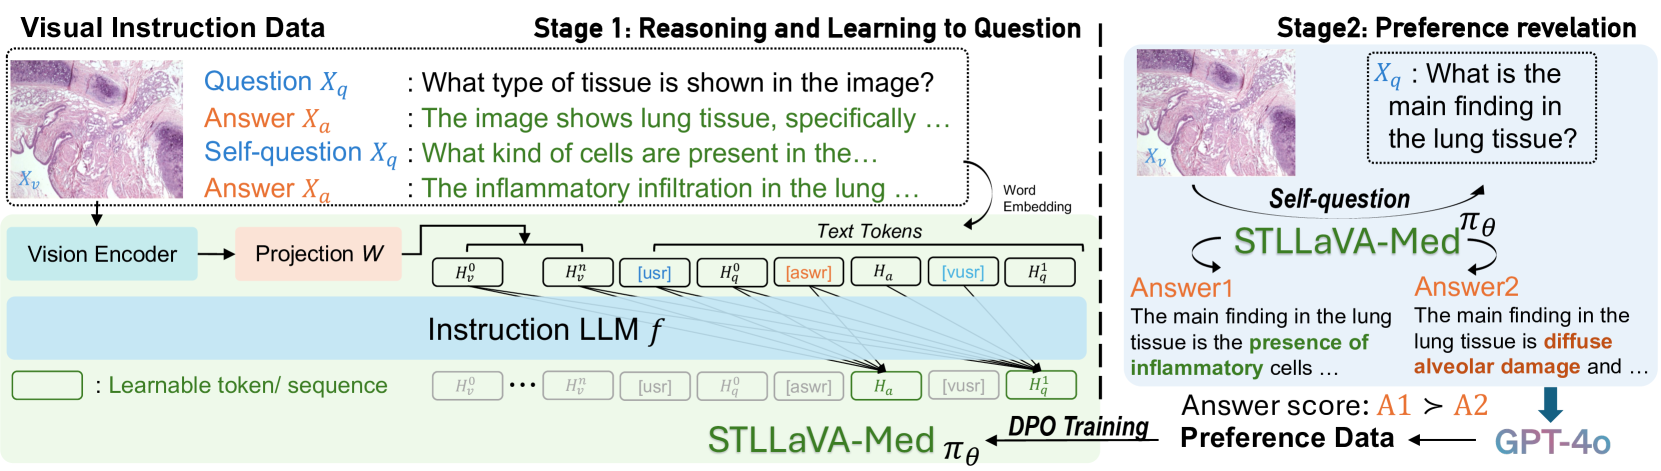 Visual Instruction Data
Stage 1: Reasoning and Learning to Question
Question X_q : What type of tissue is shown in the image?
Answer X_a : The image shows lung tissue, specifically …
Self-question X_q : What kind of cells are present in the…
Answer X_a : The inflammatory infiltration in the lung …
X_v
Word
Embedding
Vision Encoder
Projection W
Text Tokens
H_v^0 H_v^n [usr] H_q^0 [aswr] H_a [vusr] H_q^1
Instruction LLM f
: Learnable token/ sequence
H_v^0 ••• H_v^n [usr] H_q^0 [aswr] H_a [vusr] H_q^1
STLLaVA-Med π_θ
Stage2: Preference revelation
X_v
X_q : What is the
main finding in
the lung tissue?
Self-question
STLLaVA-Med π_θ
Answer1
The main finding in the lung
tissue is the presence of
inflammatory cells …
Answer2
The main finding in the
lung tissue is diffuse
alveolar damage and …
Answer score: A1 ≻ A2
GPT-4o
Preference Data
DPO Training